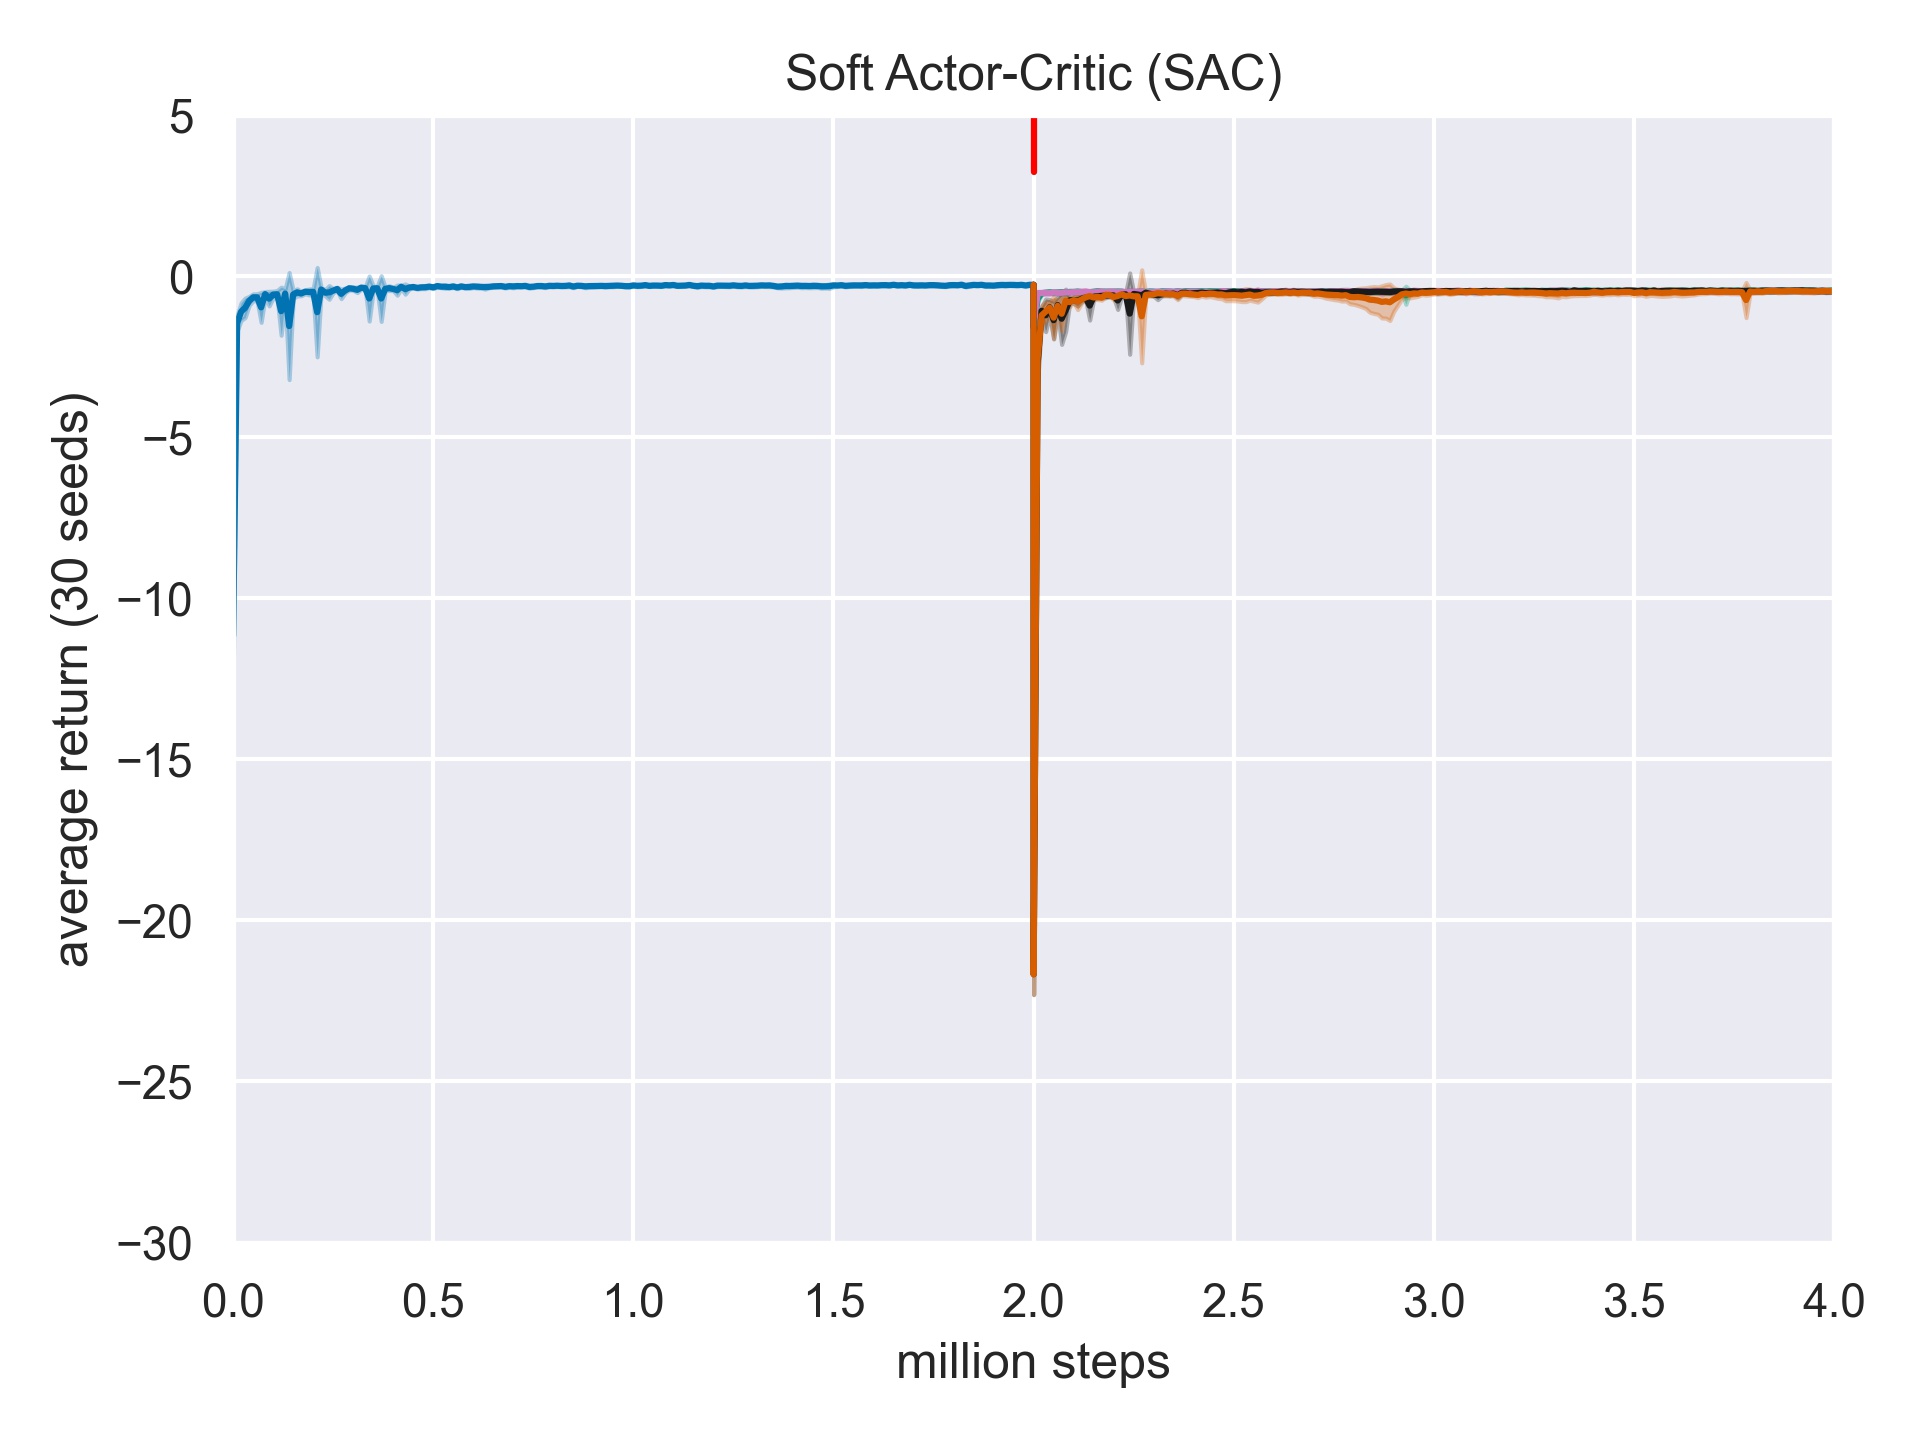 Soft Actor-Critic (SAC)
5
0
−5
−10
−15
−20
−25
−30
average return (30 seeds)
0.0 0.5 1.0 1.5 2.0 2.5 3.0 3.5 4.0
million steps